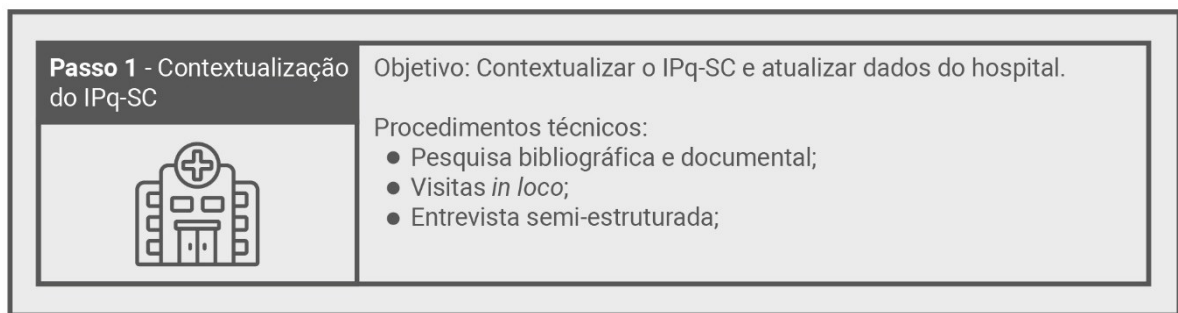 Passo 1 - Contextualização
do IPq-SC
Objetivo: Contextualizar o IPq-SC e atualizar dados do hospital.
Procedimentos técnicos:
● Pesquisa bibliográfica e documental;
● Visitas in loco;
● Entrevista semi-estruturada;